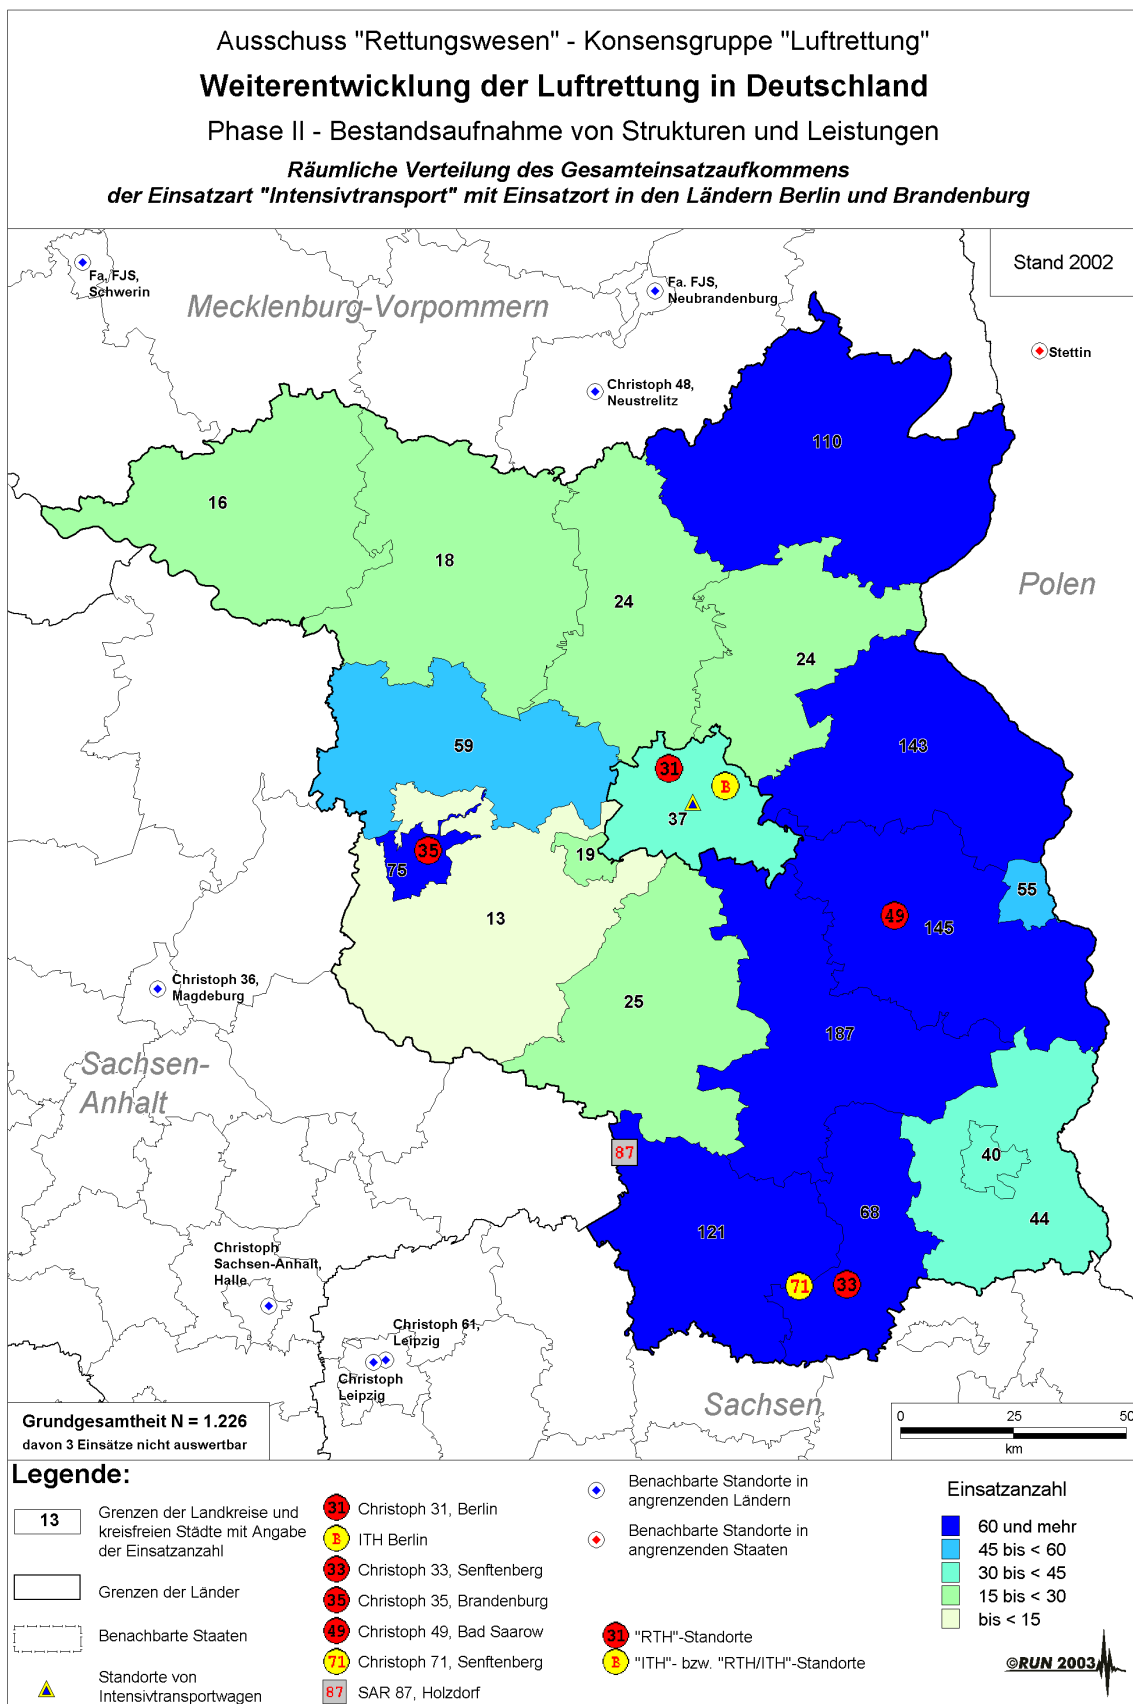 Ausschuss "Rettungswesen" - Konsensgruppe "Luftrettung"
Weiterentwicklung der Luftrettung in Deutschland
Phase II - Bestandsaufnahme von Strukturen und Leistungen
Räumliche Verteilung des Gesamteinsatzaufkommens
der Einsatzart "Intensivtransport" mit Einsatzort in den Ländern Berlin und Brandenburg
Stand 2002
Fa. FJS,
Schwerin
Mecklenburg-Vorpommern
Fa. FJS,
Neubrandenburg
Stettin
Christoph 48,
Neustrelitz
110
16
18
24
Polen
24
59
143
31
B
37
35
75
19
13
55
49
145
Christoph 36,
Magdeburg
25
187
Sachsen-
Anhalt
87
40
68
44
121
Christoph
Sachsen-Anhalt,
Halle
71
33
Christoph 61,
Leipzig
Christoph
Leipzig
Sachsen
Grundgesamtheit N = 1.226
davon 3 Einsätze nicht auswertbar
0 25 50
km
Legende:
13
Grenzen der Landkreise und
kreisfreien Städte mit Angabe
der Einsatzanzahl
Grenzen der Länder
Benachbarte Staaten
Standorte von
Intensivtransportwagen
31 Christoph 31, Berlin
B ITH Berlin
33 Christoph 33, Senftenberg
35 Christoph 35, Brandenburg
49 Christoph 49, Bad Saarow
71 Christoph 71, Senftenberg
87 SAR 87, Holzdorf
Benachbarte Standorte in
angrenzenden Ländern
Benachbarte Standorte in
angrenzenden Staaten
31 "RTH"-Standorte
B "ITH"- bzw. "RTH/ITH"-Standorte
Einsatzanzahl
60 und mehr
45 bis < 60
30 bis < 45
15 bis < 30
bis < 15
©RUN 2003